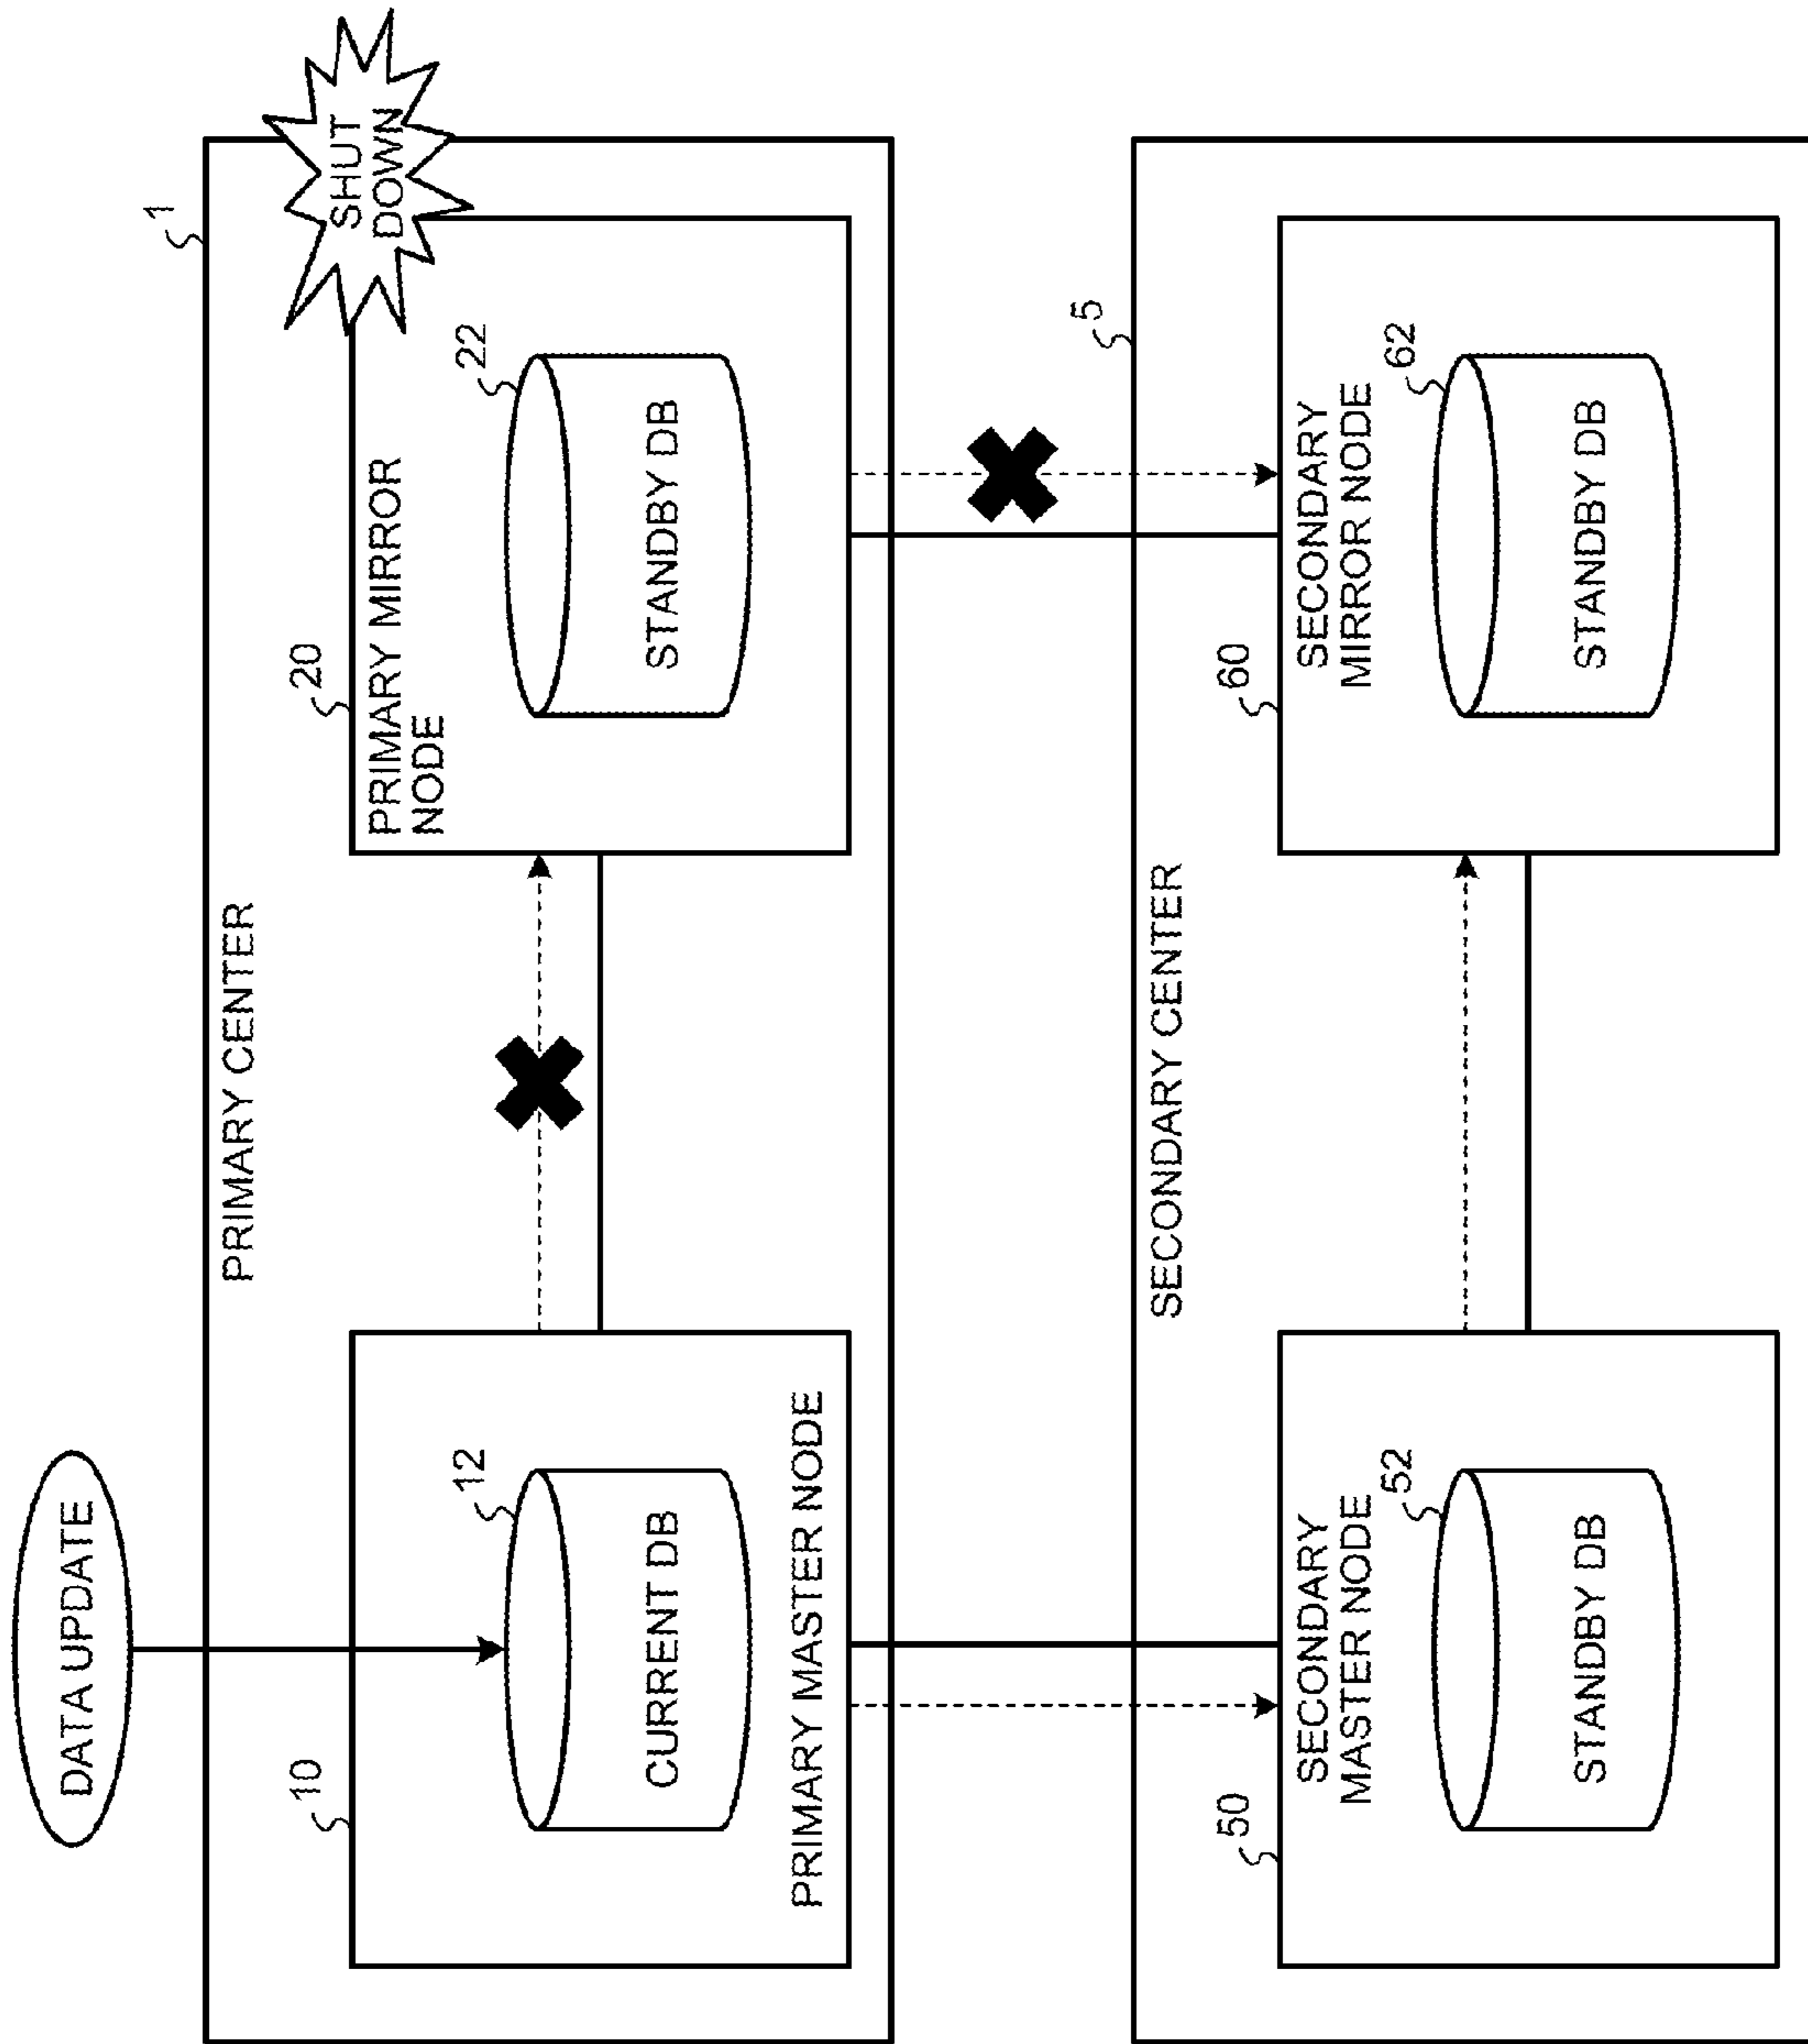 DATA UPDATE
1
PRIMARY CENTER
SHUT
DOWN
10
12
CURRENT DB
PRIMARY MASTER NODE
20
PRIMARY MIRROR
NODE
22
STANDBY DB
5
SECONDARY CENTER
50
SECONDARY
MASTER NODE
52
STANDBY DB
60
SECONDARY
MIRROR NODE
62
STANDBY DB